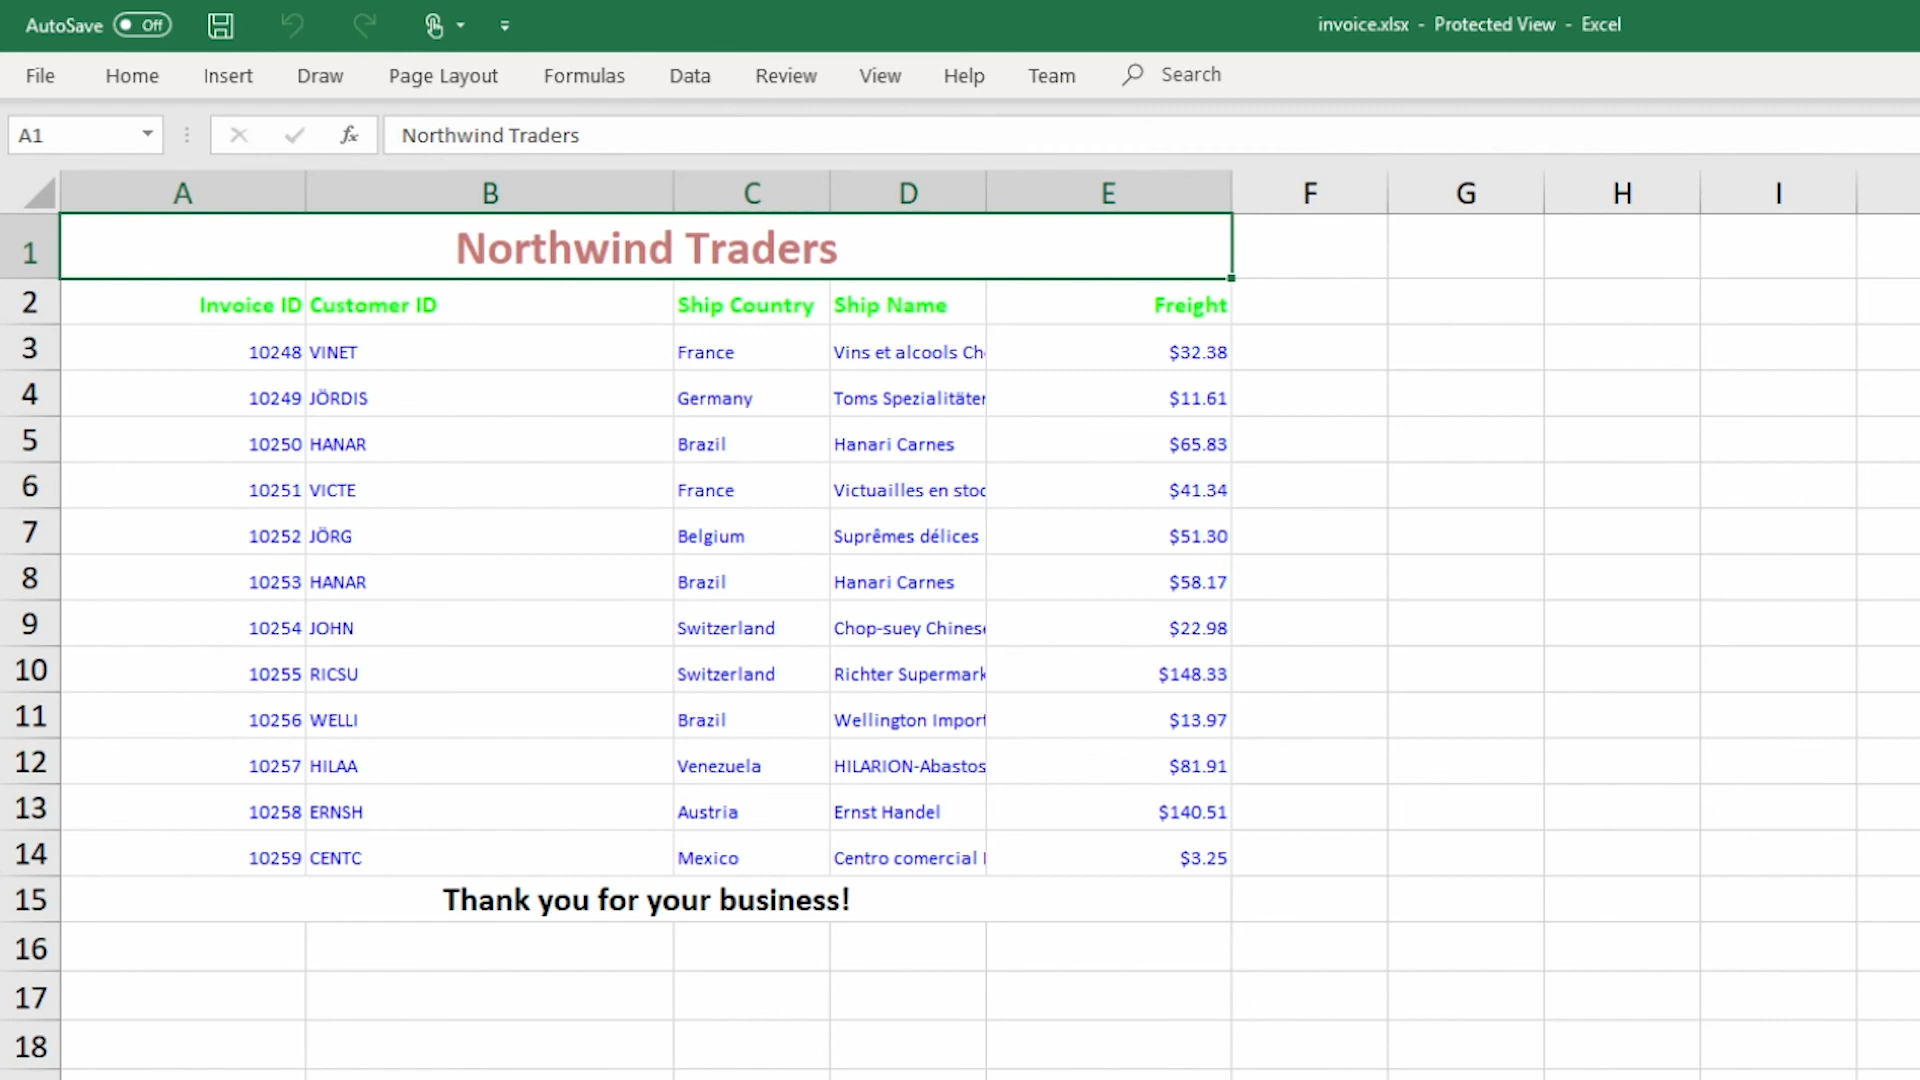 AutoSave Off invoice.xlsx - Protected View - Excel
File Home Insert Draw Page Layout Formulas Data Review View Help Team Search
A1 fx Northwind Traders
A B C D E F G H I
1 Northwind Traders
2 Invoice ID Customer ID Ship Country Ship Name Freight
3 10248 VINET France Vins et alcools $32.38
4 10249 JÖRDIS Germany Toms $11.61
5 10250 HANAR Brazil Hanari Carnes $65.83
6 10251 VICTE France Victuailles en $41.34
7 10252 JÖRG Belgium Suprêmes délices $51.30
8 10253 HANAR Brazil Hanari Carnes $58.17
9 10254 JOHN Switzerland Chop-suey $22.98
10 10255 RICSU Switzerland Richter $148.33
11 10256 WELLI Brazil Wellington $13.97
12 10257 HILAA Venezuela HILARION-Abastos $81.91
13 10258 ERNSH Austria Ernst Handel $140.51
14 10259 CENTC Mexico Centro comercial $3.25
15 Thank you for your business!
16
17
18